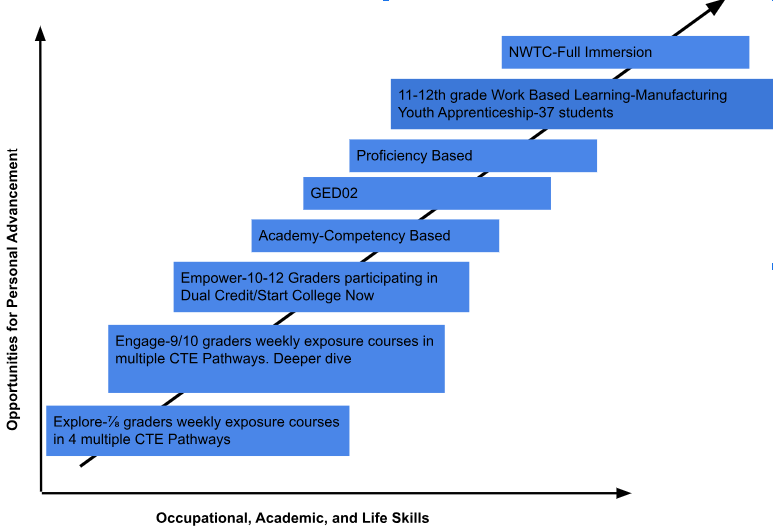 NWTC-Full Immersion
11-12th grade Work Based Learning-Manufacturing
Youth Apprenticeship-37 students
Proficiency Based
GED02
Academy-Competency Based
Empower-10-12 Graders participating in
Dual Credit/Start College Now
Engage-9/10 graders weekly exposure courses in
multiple CTE Pathways. Deeper dive
Explore-⅞ graders weekly exposure courses
in 4 multiple CTE Pathways
Opportunities for Personal Advancement
Occupational, Academic, and Life Skills